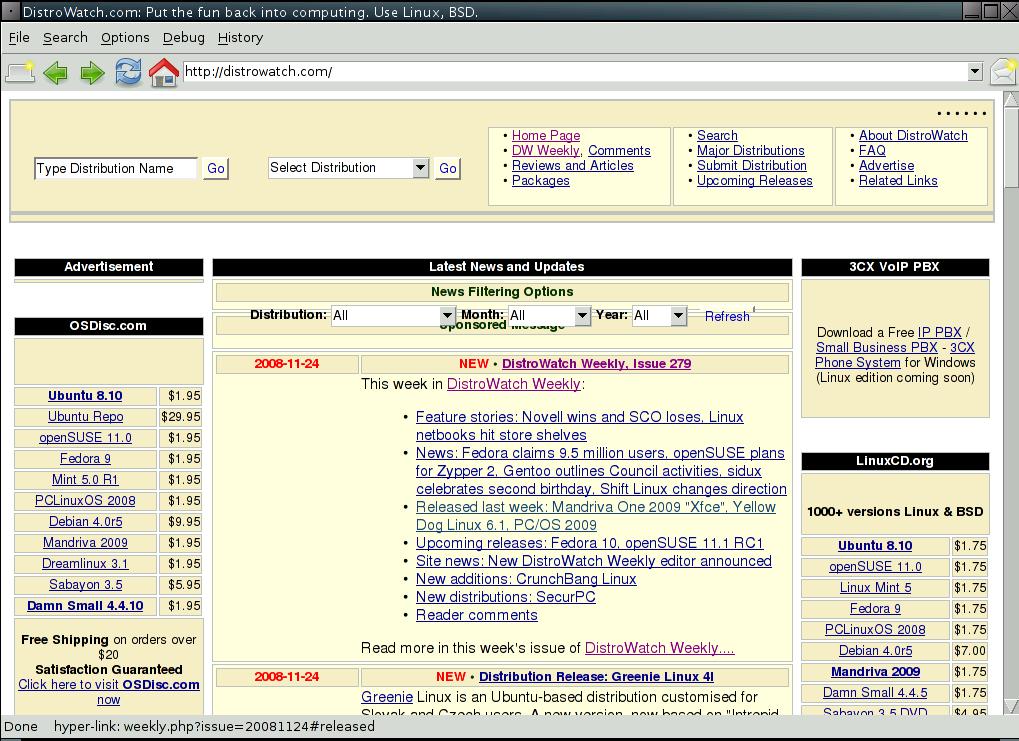 DistroWatch.com: Put the fun back into computing. Use Linux, BSD.
File Search Options Debug History
http://distrowatch.com/
Type Distribution Name Go Select Distribution Go
• Home Page
• DW Weekly, Comments
• Reviews and Articles
• Packages
• Search
• Major Distributions
• Submit Distribution
• Upcoming Releases
• About DistroWatch
• FAQ
• Advertise
• Related Links
Advertisement
OSDisc.com
Ubuntu 8.10 $1.95
Ubuntu Repo $29.95
openSUSE 11.0 $1.95
Fedora 9 $1.95
Mint 5.0 R1 $1.95
PCLinuxOS 2008 $1.95
Debian 4.0r5 $9.95
Mandriva 2009 $1.95
Dreamlinux 3.1 $1.95
Sabayon 3.5 $5.95
Damn Small 4.4.10 $1.95
Free Shipping on orders over
$20
Satisfaction Guaranteed
Click here to visit OSDisc.com
now
Latest News and Updates
News Filtering Options
Distribution: All Month: All Year: All Refresh
Sponsored Message
2008-11-24 NEW • DistroWatch Weekly, Issue 279
This week in DistroWatch Weekly:
• Feature stories: Novell wins and SCO loses, Linux
netbooks hit store shelves
• News: Fedora claims 9.5 million users, openSUSE plans
for Zypper 2, Gentoo outlines Council activities, sidux
celebrates second birthday, Shift Linux changes direction
• Released last week: Mandriva One 2009 "Xfce", Yellow
Dog Linux 6.1, PC/OS 2009
• Upcoming releases: Fedora 10, openSUSE 11.1 RC1
• Site news: New DistroWatch Weekly editor announced
• New additions: CrunchBang Linux
• New distributions: SecurPC
• Reader comments
Read more in this week's issue of DistroWatch Weekly....
2008-11-24 NEW • Distribution Release: Greenie Linux 4I
Greenie Linux is an Ubuntu-based distribution customised for
Slovak and Czech users. A new version, now based on "Intrepid
3CX VoIP PBX
Download a Free IP PBX /
Small Business PBX - 3CX
Phone System for Windows
(Linux edition coming soon)
LinuxCD.org
1000+ versions Linux & BSD
Ubuntu 8.10 $1.75
openSUSE 11.0 $1.75
Linux Mint 5 $1.75
Fedora 9 $1.75
PCLinuxOS 2008 $1.75
Debian 4.0r5 $7.00
Mandriva 2009 $1.75
Damn Small 4.4.5 $1.75
Sabayon 3.5 DVD $4.95
Done hyper-link: weekly.php?issue=20081124#released